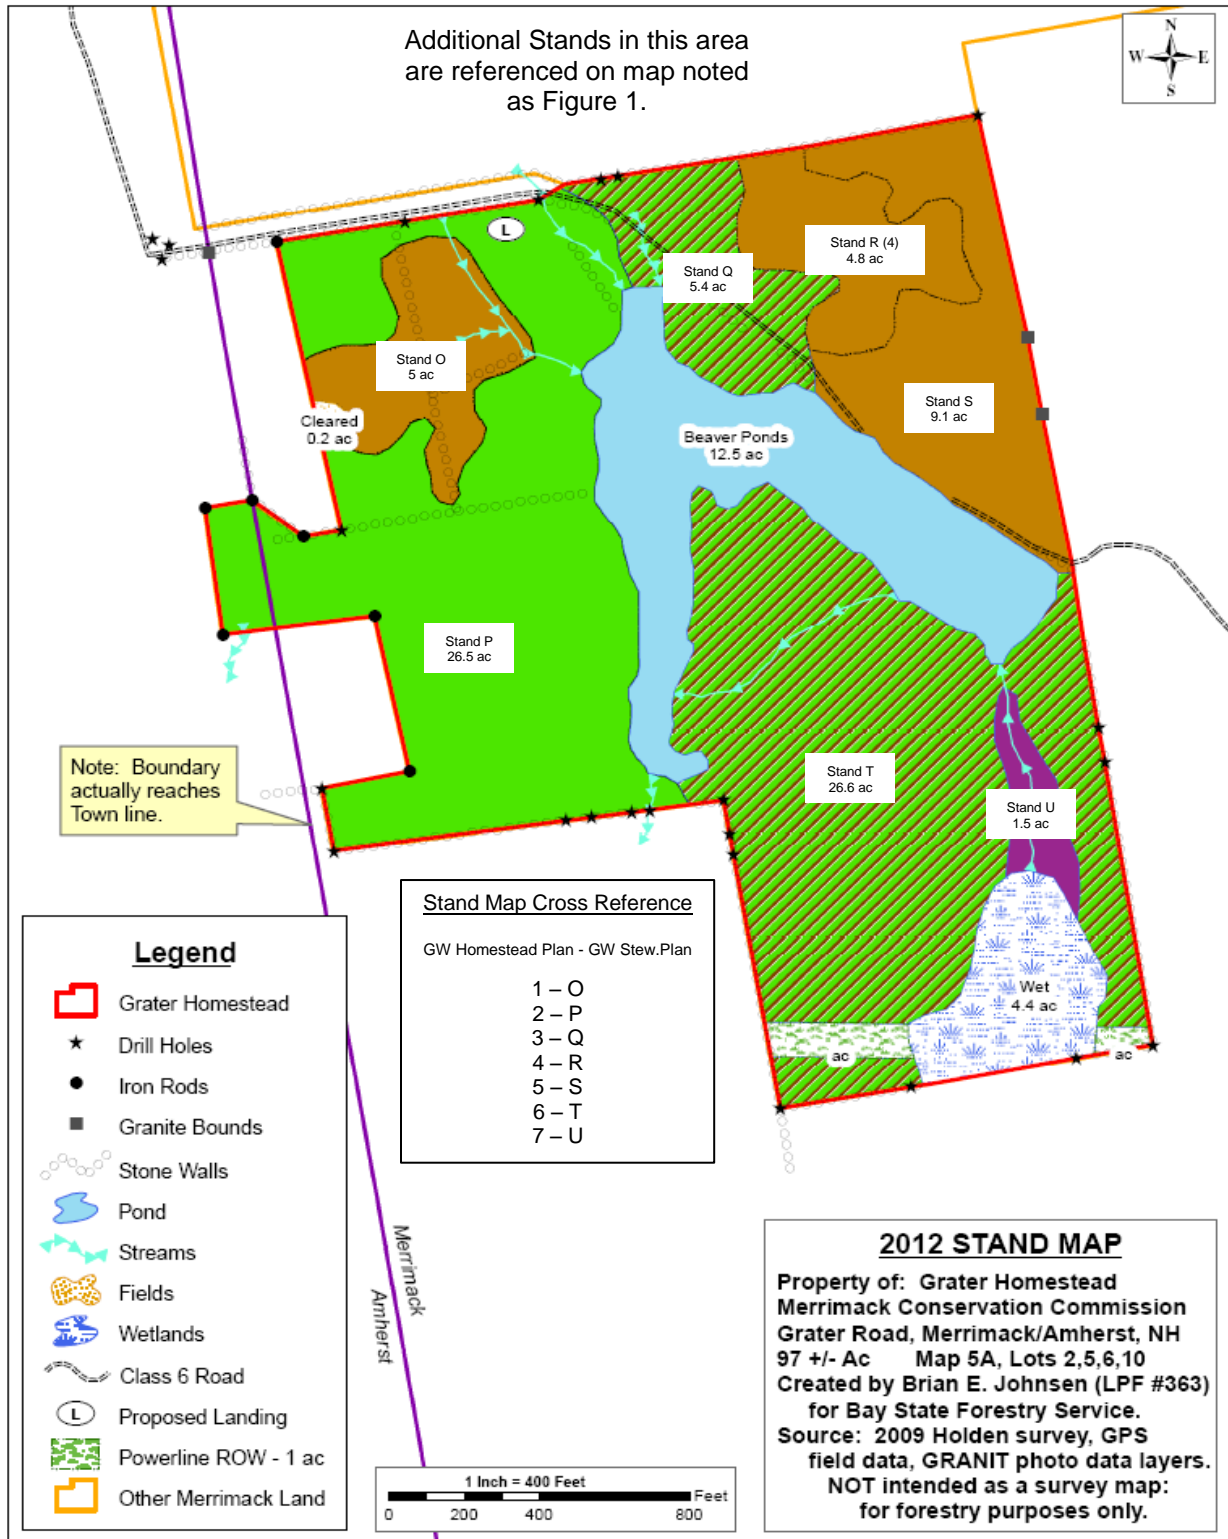 Additional Stands in this area
are referenced on map noted
as Figure 1.
N
W E
S
L
Stand R (4)
4.8 ac
Stand Q
5.4 ac
Stand O
5 ac
Stand S
9.1 ac
Cleared
0.2 ac
Beaver Ponds
12.5 ac
Stand P
26.5 ac
Note: Boundary
actually reaches
Town line.
Stand T
26.6 ac
Stand U
1.5 ac
Wet
4.4 ac
ac
ac
Stand Map Cross Reference
GW Homestead Plan - GW Stew.Plan
1 – O
2 – P
3 – Q
4 – R
5 – S
6 – T
7 – U
Legend
Grater Homestead
Drill Holes
Iron Rods
Granite Bounds
Stone Walls
Pond
Streams
Fields
Wetlands
Class 6 Road
L Proposed Landing
Powerline ROW - 1 ac
Other Merrimack Land
Merrimack
Amherst
1 Inch = 400 Feet
Feet
0 200 400 800
2012 STAND MAP
Property of: Grater Homestead
Merrimack Conservation Commission
Grater Road, Merrimack/Amherst, NH
97 +/- Ac Map 5A, Lots 2,5,6,10
Created by Brian E. Johnsen (LPF #363)
for Bay State Forestry Service.
Source: 2009 Holden survey, GPS
field data, GRANIT photo data layers.
NOT intended as a survey map:
for forestry purposes only.